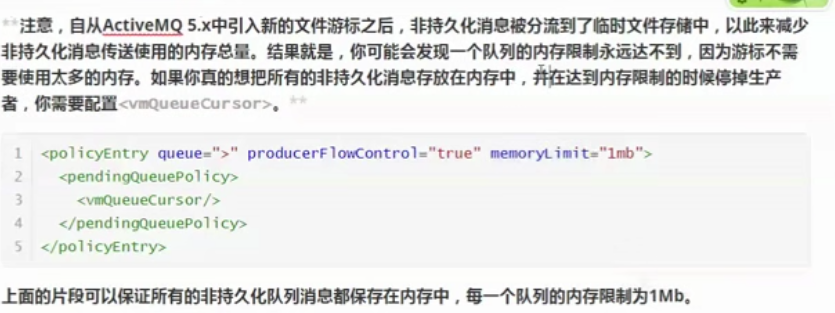 **注意，自从ActiveMQ 5.x中引入新的文件游标之后，非持久化消息被分流到了临时文件存储中，以此来减少
非持久化消息传送使用的内存总量。结果就是，你可能会发现一个队列的内存限制永远达不到，因为游标不需
要使用太多的内存。如果你真的想把所有的非持久化消息存放在内存中，并在达到内存限制的时候停掉生产
者，你需要配置<vmQueueCursor>。**
1 <policyEntry queue=">" producerFlowControl="true" memoryLimit="1mb">
2 <pendingQueuePolicy>
3 <vmQueueCursor/>
4 </pendingQueuePolicy>
5 </policyEntry>
上面的片段可以保证所有的非持久化队列消息都保存在内存中，每一个队列的内存限制为1Mb。